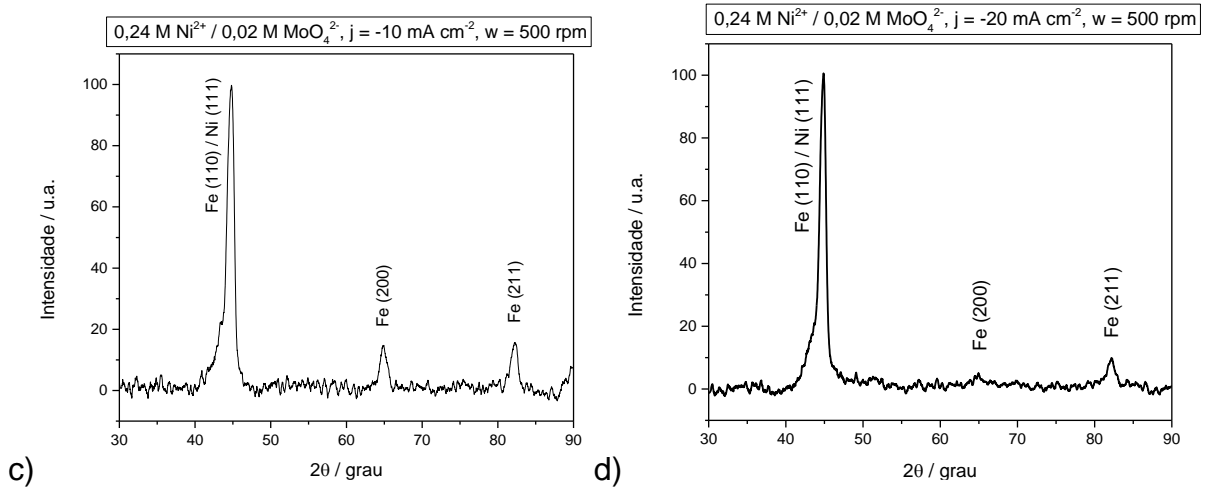 0,24 M Ni²⁺ / 0,02 M MoO₄²⁻, j = -10 mA cm⁻², w = 500 rpm
100
80
60
40
20
0
Intensidade / u.a.
Fe (110) / Ni (111)
Fe (200)
Fe (211)
30 40 50 60 70 80 90
2θ / grau
c)
0,24 M Ni²⁺ / 0,02 M MoO₄²⁻, j = -20 mA cm⁻², w = 500 rpm
100
80
60
40
20
0
Intensidade / u.a.
Fe (110) / Ni (111)
Fe (200)
Fe (211)
30 40 50 60 70 80 90
2θ / grau
d)